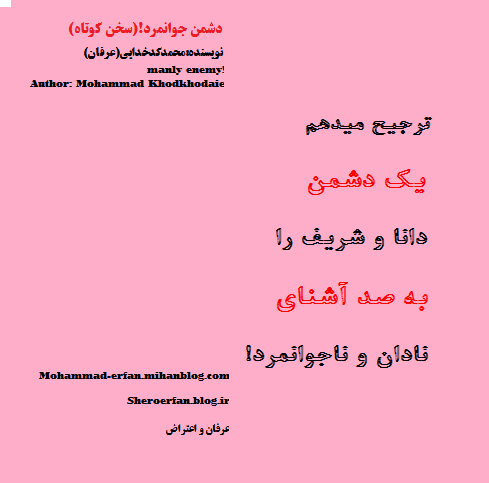 دشمن جوانمرد!(سخن کوتاه)
نویسنده:محمدکدخدایی(عرفان)
manly enemy!
Author: Mohammad Khodkhodaie
ترجیح میدهم
یک دشمن
دانا و شریف را
به صد آشنای
نادان و ناجوانمرد!
Mohammad-erfan.mihanblog.com
Sheroerfan.blog.ir
عرفان و اعتراض